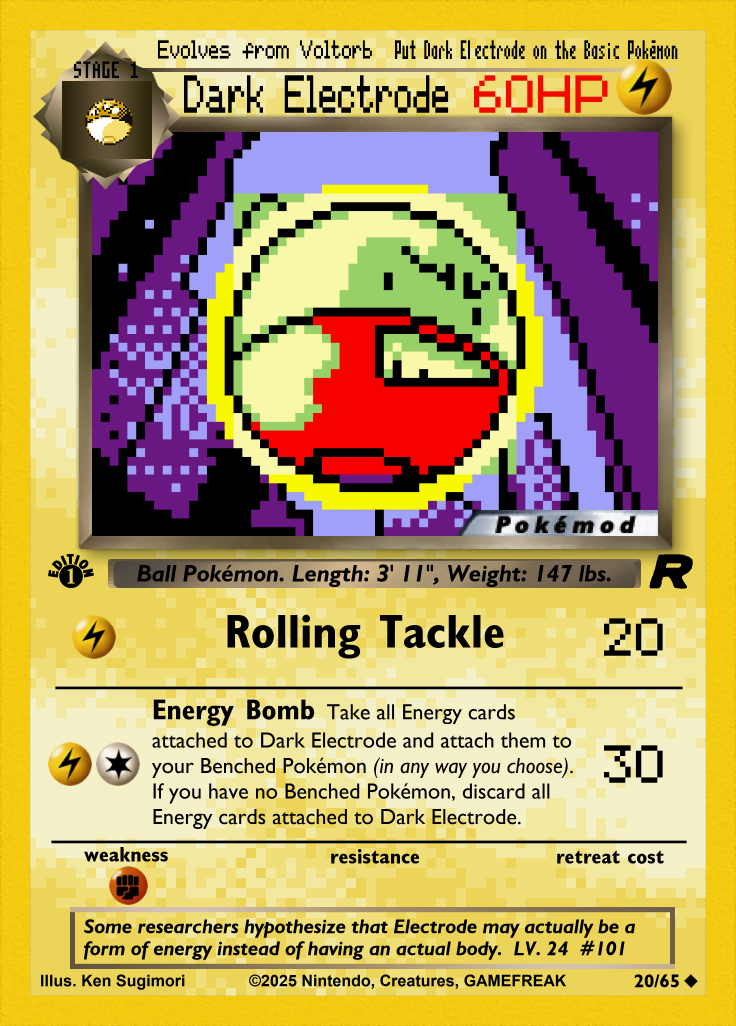 Evolves from Voltorb Put Dark Electrode on the Basic Pokémon
STAGE 1
Dark Electrode 60HP
Pokémod
EDITION
1
Ball Pokémon. Length: 3' 11", Weight: 147 lbs.
R
Rolling Tackle 20
Energy Bomb Take all Energy cards
attached to Dark Electrode and attach them to
your Benched Pokémon (in any way you choose).
If you have no Benched Pokémon, discard all
Energy cards attached to Dark Electrode.
30
weakness resistance retreat cost
Some researchers hypothesize that Electrode may actually be a
form of energy instead of having an actual body. LV. 24 #101
Illus. Ken Sugimori ©2025 Nintendo, Creatures, GAMEFREAK 20/65